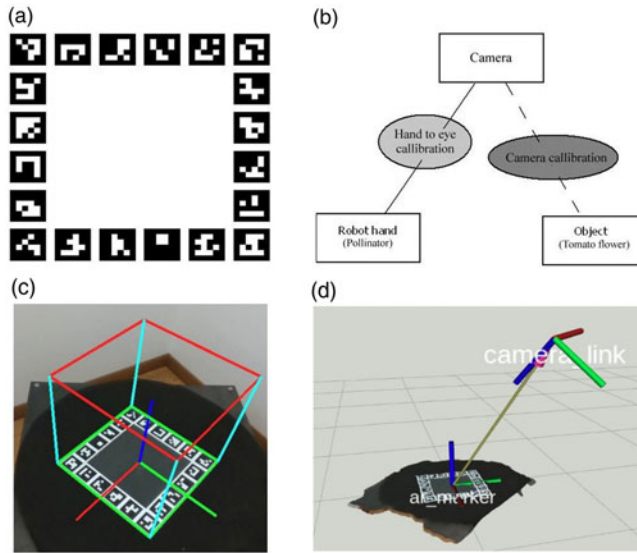 (a)
(b)
Camera
Hand to eye
callibration
Camera callibration
Robot hand
(Pollinator)
Object
(Tomato flower)
(c)
(d)
camera_link
ar_marker